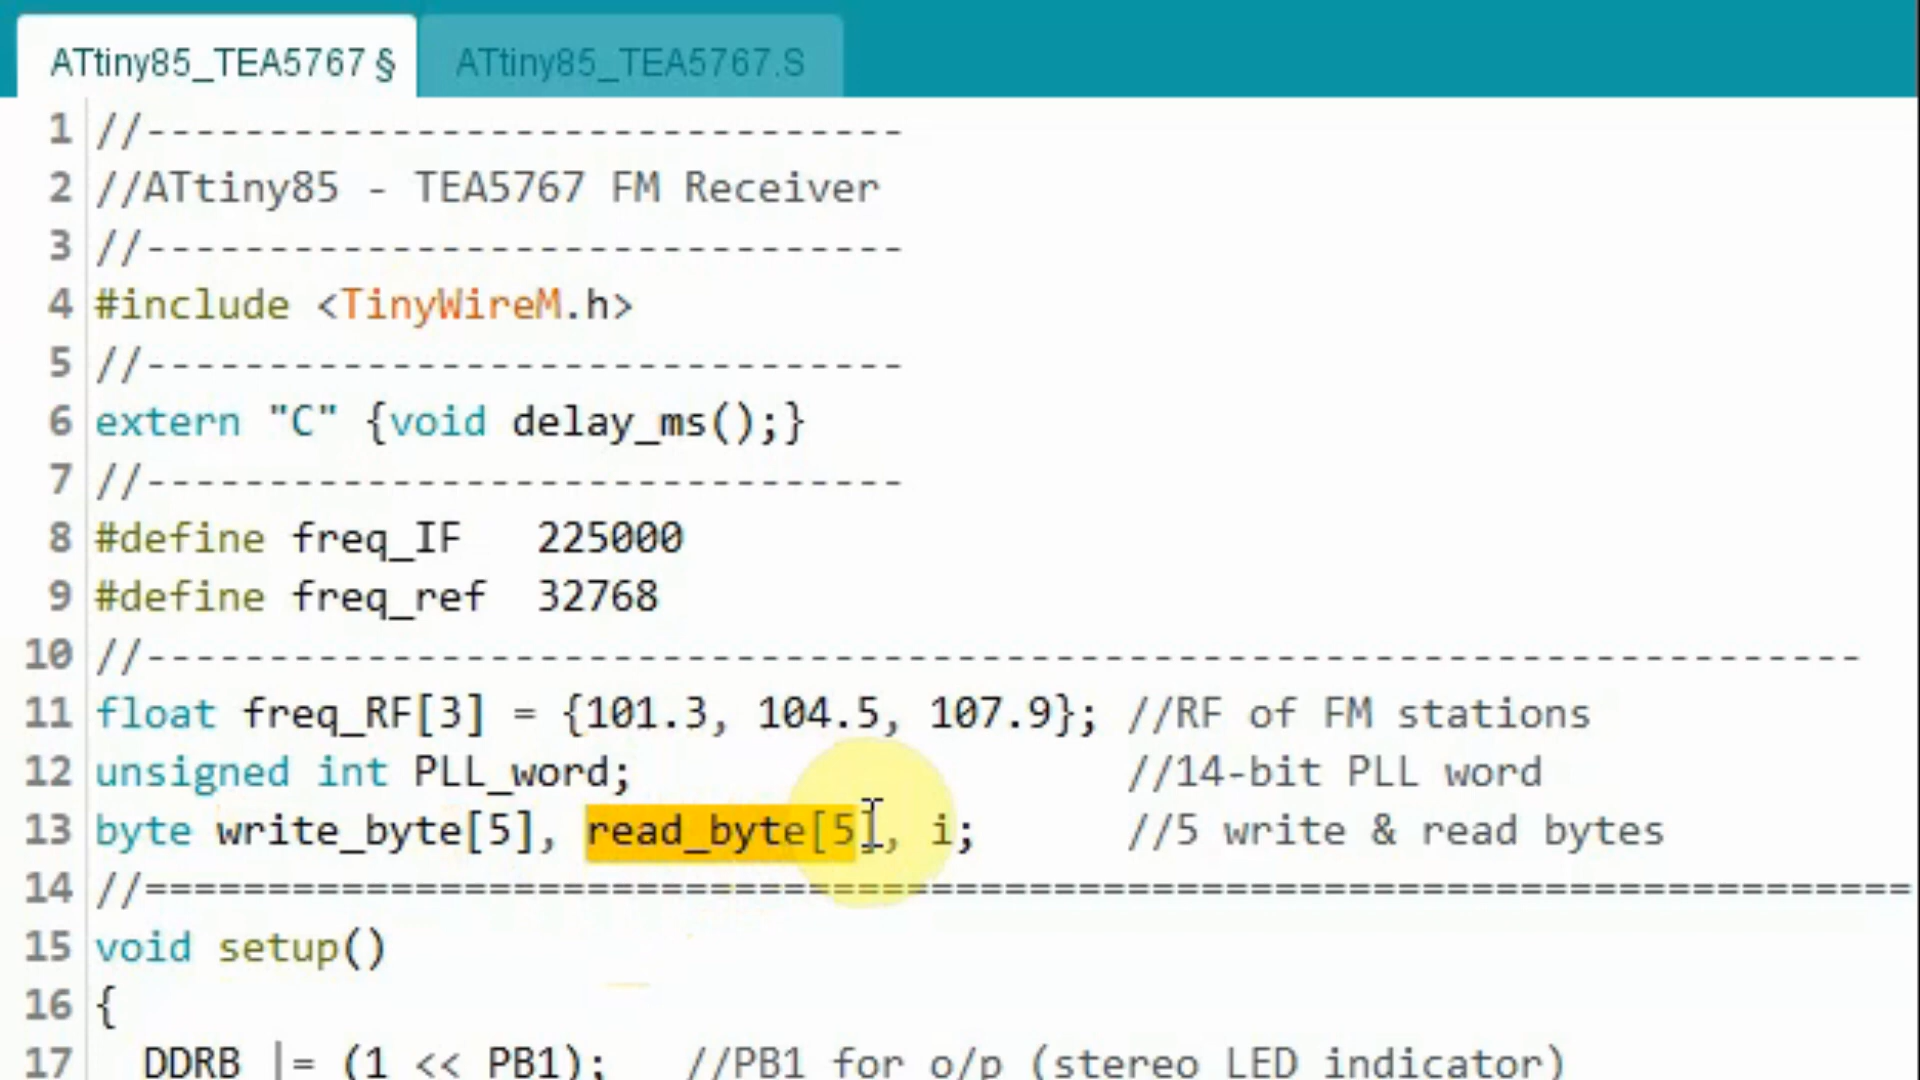 ATtiny85_TEA5767 § ATtiny85_TEA5767.S
1 //-------------------------------
2 //ATtiny85 - TEA5767 FM Receiver
3 //-------------------------------
4 #include <TinyWireM.h>
5 //-------------------------------
6 extern "C" {void delay_ms();}
7 //-------------------------------
8 #define freq_IF   225000
9 #define freq_ref  32768
10 //----------------------------------------------------------------------
11 float freq_RF[3] = {101.3, 104.5, 107.9}; //RF of FM stations
12 unsigned int PLL_word;                    //14-bit PLL word
13 byte write_byte[5], read_byte[5], i;      //5 write & read bytes
14 //========================================================================
15 void setup()
16 {
17   DDRB |= (1 << PB1);   //PB1 for o/p (stereo LED indicator)